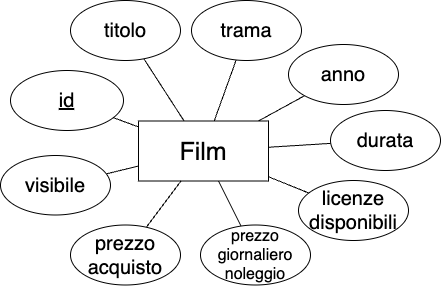 titolo
trama
anno
id
Film
durata
visibile
licenze
disponibili
prezzo
acquisto
prezzo
giornaliero
noleggio